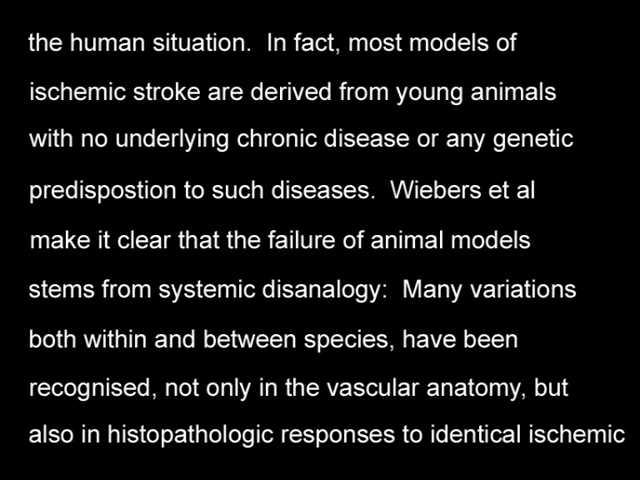 the human situation.  In fact, most models of
ischemic stroke are derived from young animals
with no underlying chronic disease or any genetic
predispostion to such diseases.  Wiebers et al
make it clear that the failure of animal models
stems from systemic disanalogy:  Many variations
both within and between species, have been
recognised, not only in the vascular anatomy, but
also in histopathologic responses to identical ischemic